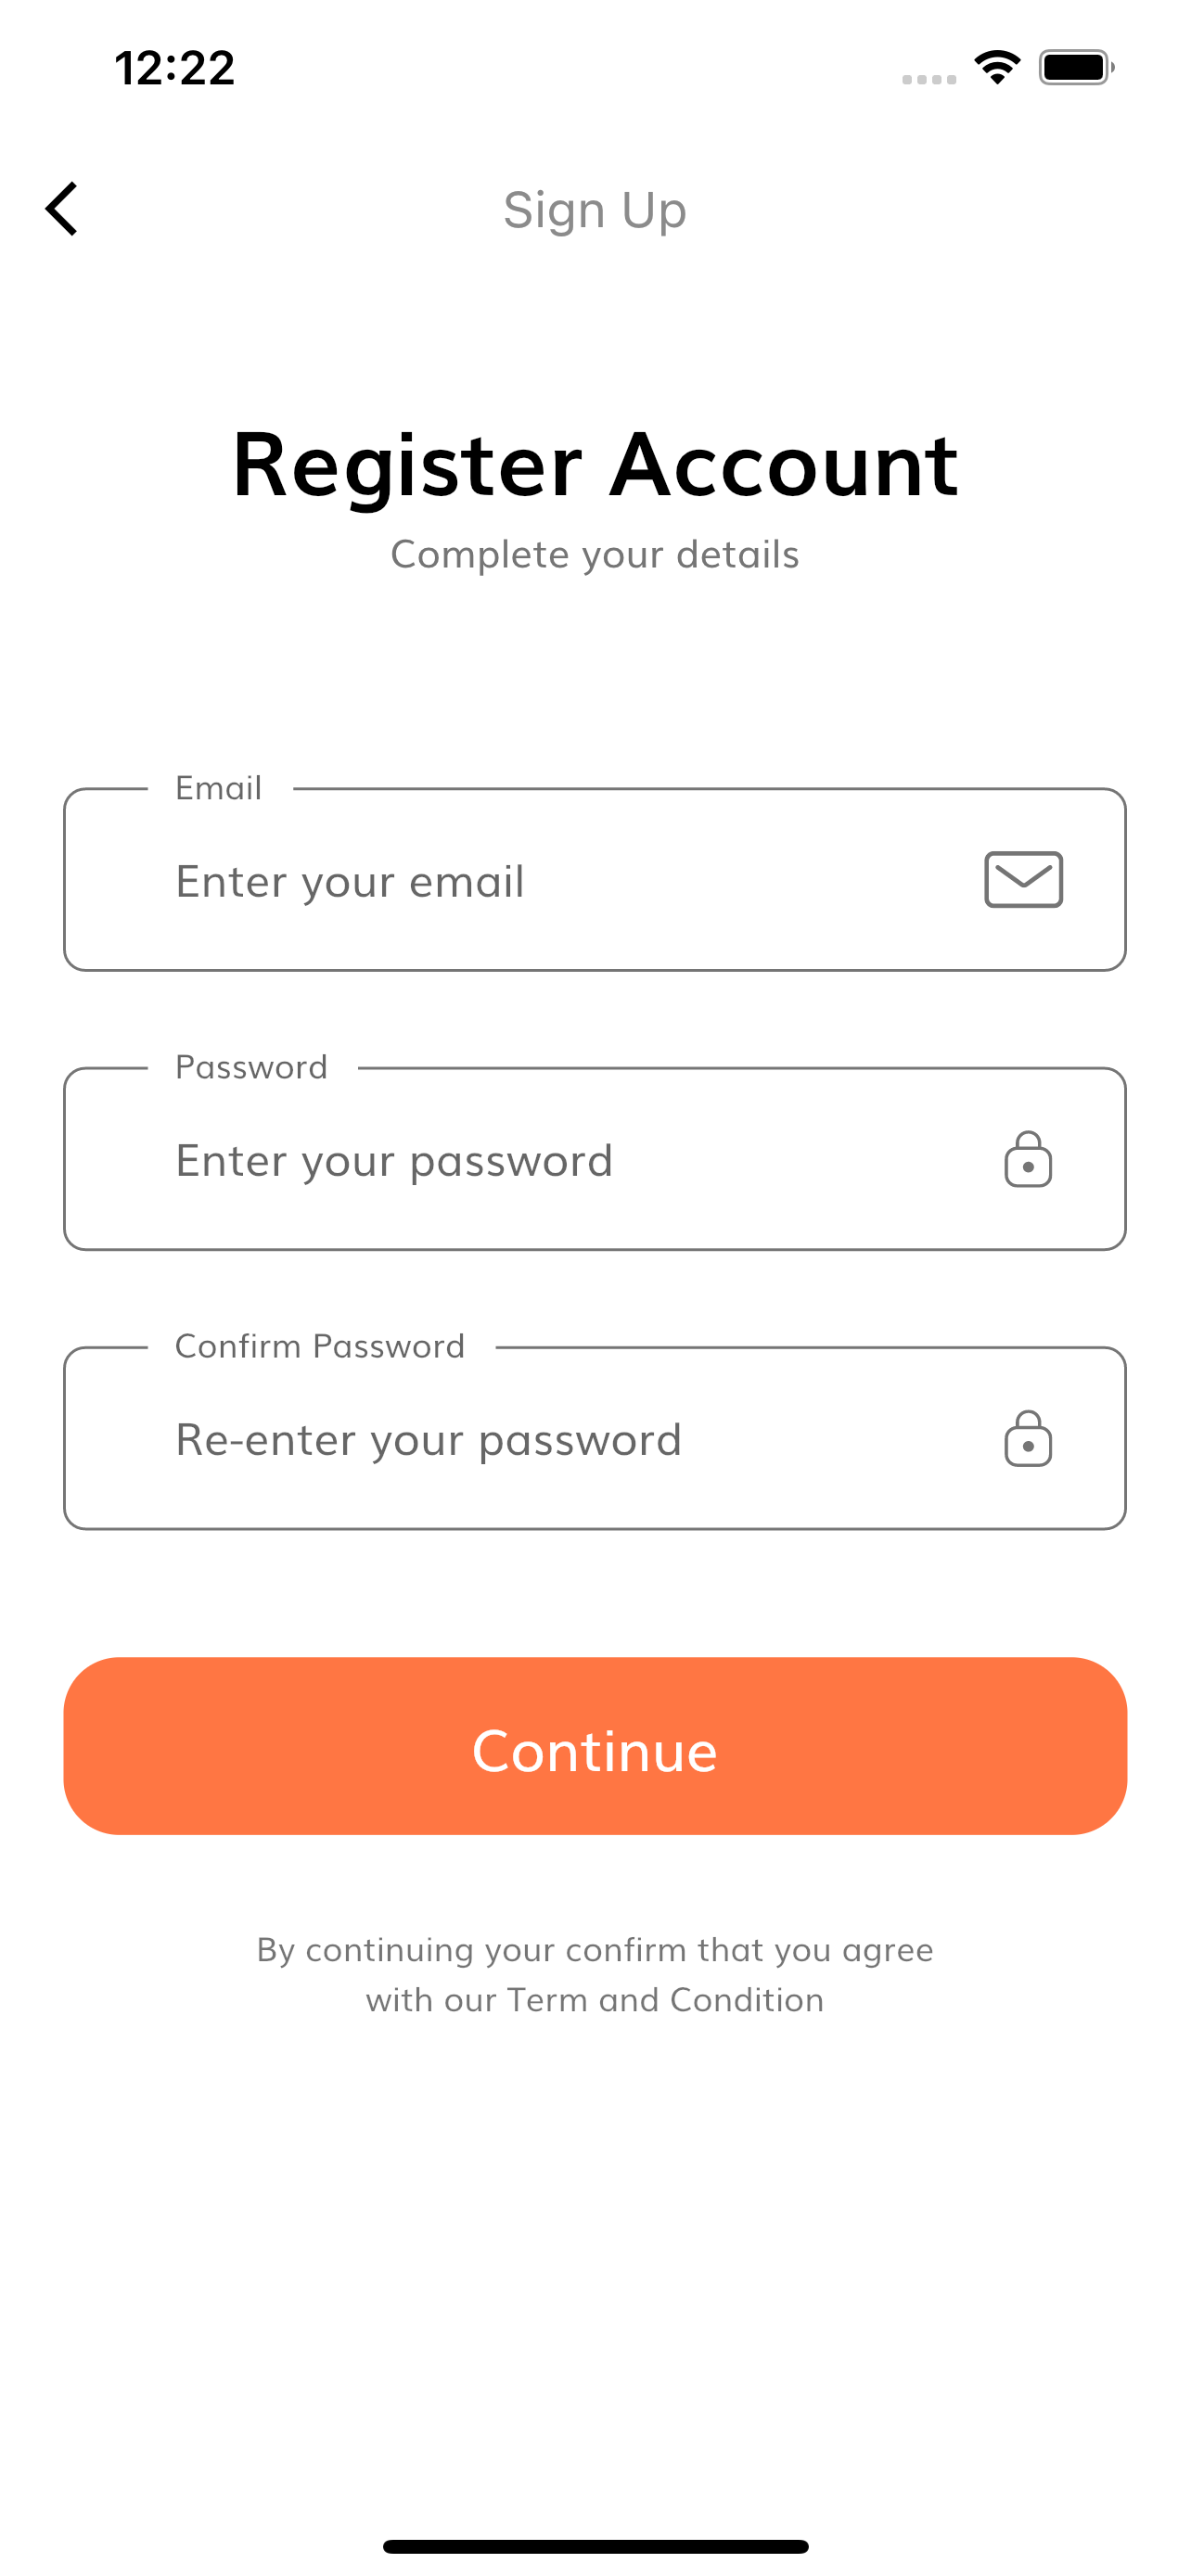 12:22
Sign Up
Register Account
Complete your details
Email
Enter your email
Password
Enter your password
Confirm Password
Re-enter your password
Continue
By continuing your confirm that you agree
with our Term and Condition